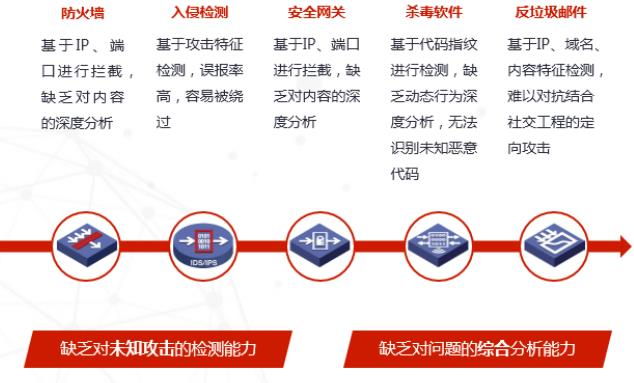 防火墙
基于IP、端
口进行拦截，
缺乏对内容
的深度分析
入侵检测
基于攻击特征
检测，误报率
高，容易被绕
过
安全网关
基于IP、端口
进行拦截，缺
乏对内容的深
度分析
杀毒软件
基于代码指纹
进行检测，缺
乏动态行为深
度分析，无法
识别未知恶意
代码
反垃圾邮件
基于IP、域名、
内容特征检测，
难以对抗结合
社交工程的定
向攻击
0101
0010
1011
IDS/IPS
缺乏对未知攻击的检测能力
缺乏对问题的综合分析能力